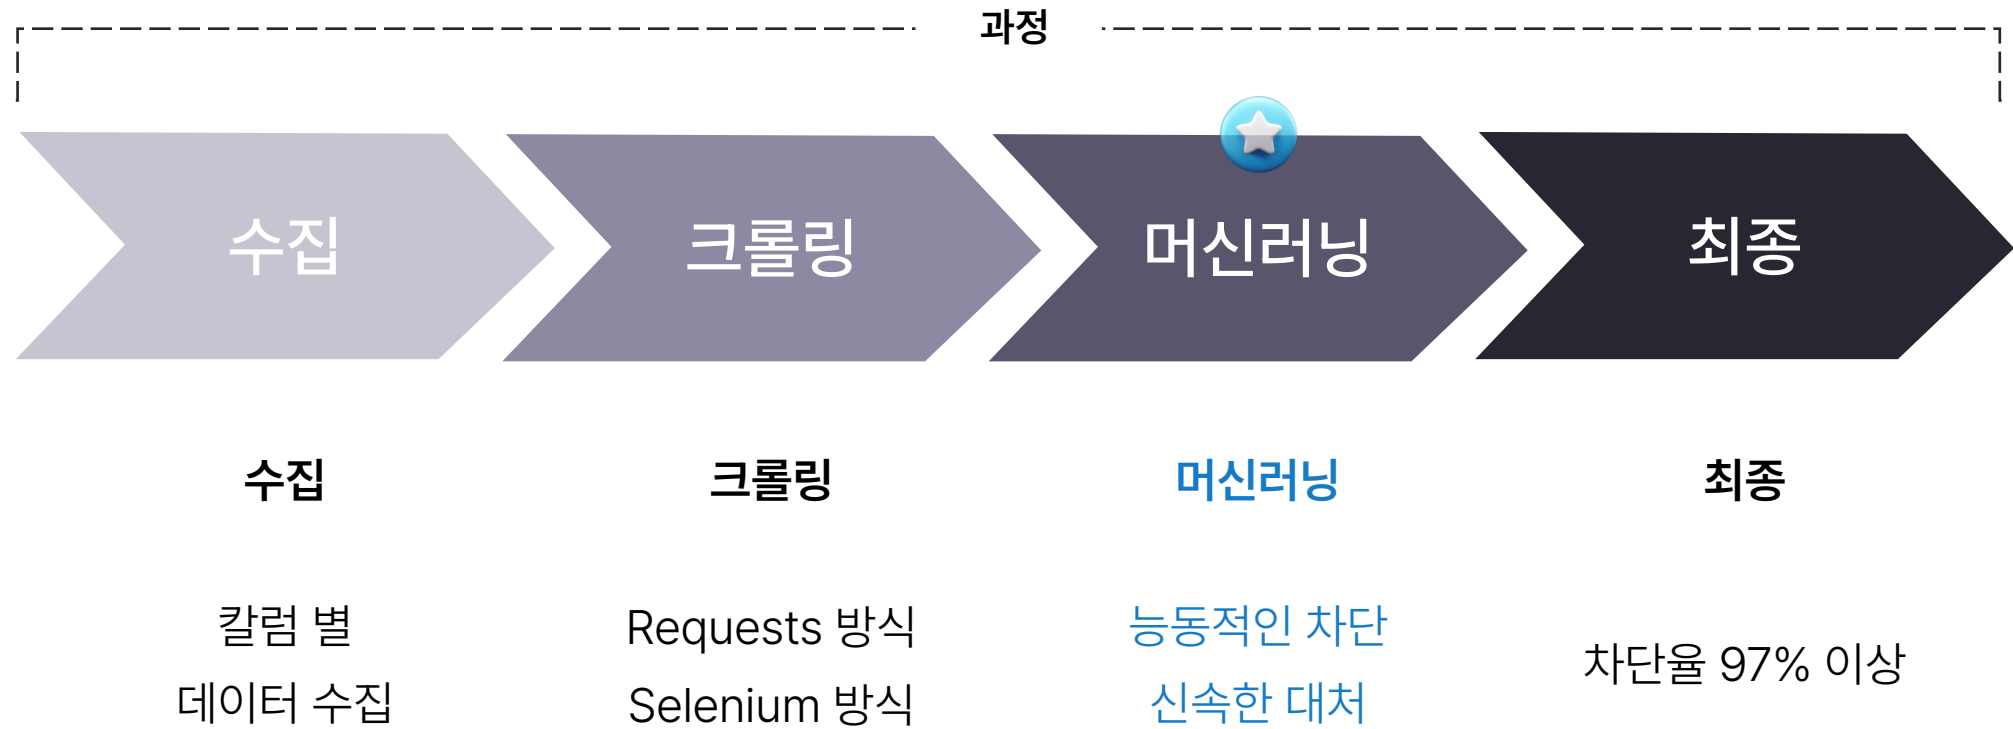 과정
수집
크롤링
머신러닝
최종
수집
크롤링
머신러닝
최종
칼럼 별
데이터 수집
Requests 방식
Selenium 방식
능동적인 차단
신속한 대처
차단율 97% 이상